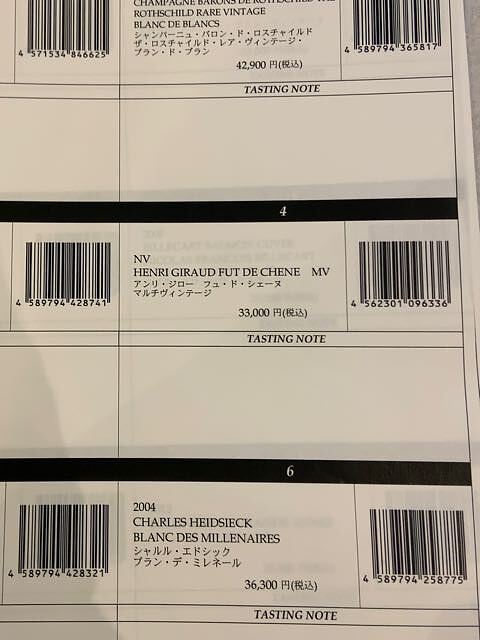 CHAMPAGNE BARONS DE ROTHSCHILD THE
ROTHSCHILD RARE VINTAGE
BLANC DE BLANCS
シャンパーニュ・バロン・ド・ロスチャイルド
ザ・ロスチャイルド・レア・ヴィンテージ・
ブラン・ド・ブラン
4 571534 846625
4 589794 365817
42,900 円(税込)
TASTING NOTE
4
NV
HENRI GIRAUD FUT DE CHENE MV
アンリ・ジロー フュ・ド・シェーヌ
マルチヴィンテージ
4 589794 428741
4 562301 096336
33,000 円(税込)
TASTING NOTE
6
2004
CHARLES HEIDSIECK
BLANC DES MILLENAIRES
シャルル・エドシック
ブラン・デ・ミレネール
4 589794 428321
4 589794 258775
36,300 円(税込)
TASTING NOTE